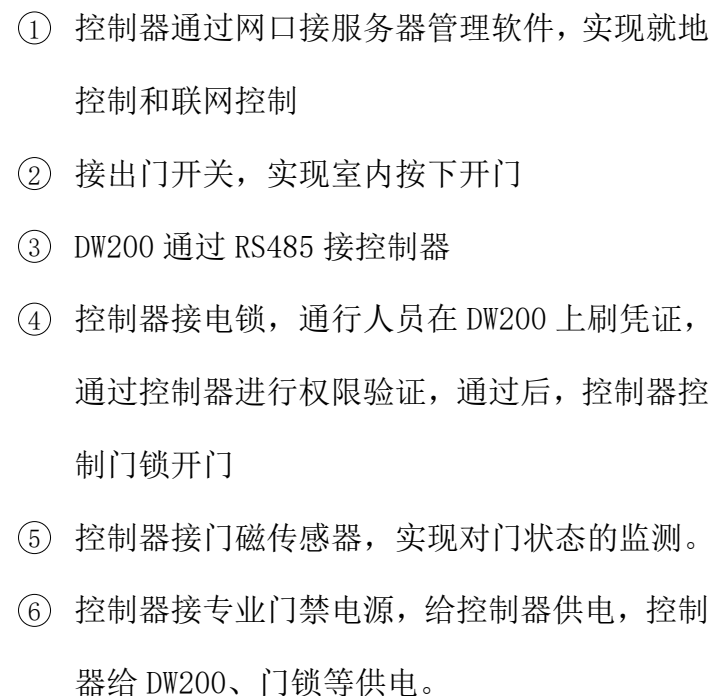 ① 控制器通过网口接服务器管理软件，实现就地
控制和联网控制
② 接出门开关，实现室内按下开门
③ DW200 通过 RS485 接控制器
④ 控制器接电锁，通行人员在 DW200 上刷凭证，
通过控制器进行权限验证，通过后，控制器控
制门锁开门
⑤ 控制器接门磁传感器，实现对门状态的监测。
⑥ 控制器接专业门禁电源，给控制器供电，控制
器给 DW200、门锁等供电。